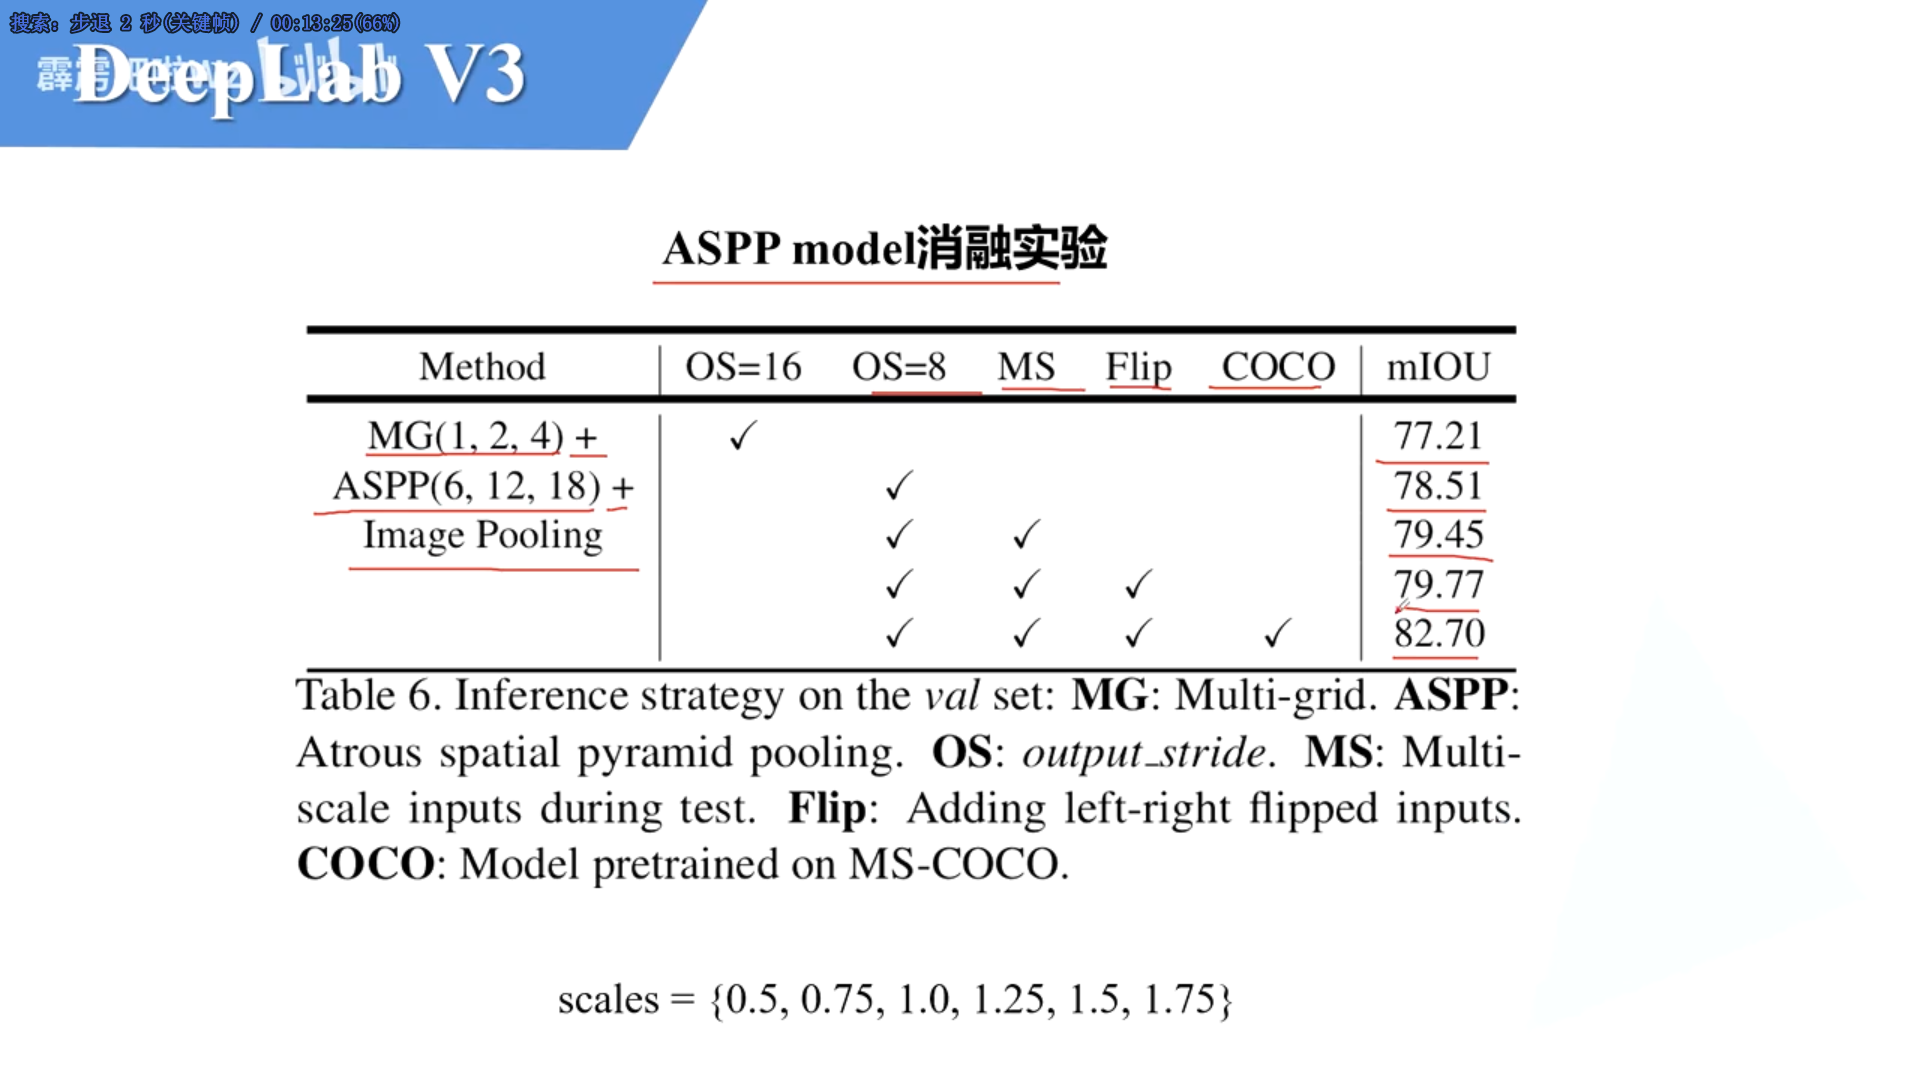 搜索: 步退 2 秒(关键帧) / 00:13:25(66%)
DeepLab V3
bilibili
ASPP model消融实验
Method OS=16 OS=8 MS Flip COCO mIOU
MG(1, 2, 4) + ✓ 77.21
ASPP(6, 12, 18) + ✓ 78.51
Image Pooling ✓ ✓ 79.45
✓ ✓ ✓ 79.77
✓ ✓ ✓ ✓ 82.70
Table 6. Inference strategy on the val set: MG: Multi-grid. ASPP:
Atrous spatial pyramid pooling. OS: output_stride. MS: Multi-
scale inputs during test. Flip: Adding left-right flipped inputs.
COCO: Model pretrained on MS-COCO.
scales = {0.5, 0.75, 1.0, 1.25, 1.5, 1.75}